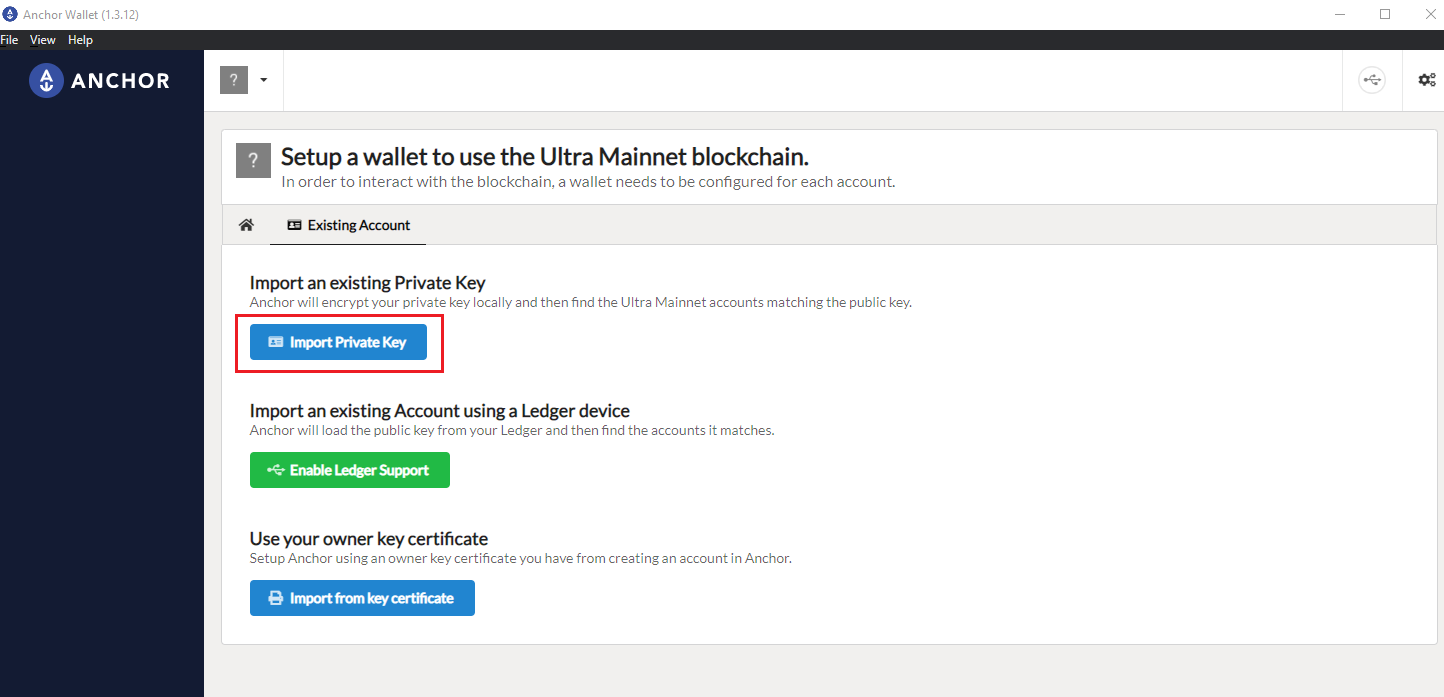 Anchor Wallet (1.3.12)
File View Help
ANCHOR
?
?
Setup a wallet to use the Ultra Mainnet blockchain.
In order to interact with the blockchain, a wallet needs to be configured for each account.
Existing Account
Import an existing Private Key
Anchor will encrypt your private key locally and then find the Ultra Mainnet accounts matching the public key.
Import Private Key
Import an existing Account using a Ledger device
Anchor will load the public key from your Ledger and then find the accounts it matches.
Enable Ledger Support
Use your owner key certificate
Setup Anchor using an owner key certificate you have from creating an account in Anchor.
Import from key certificate